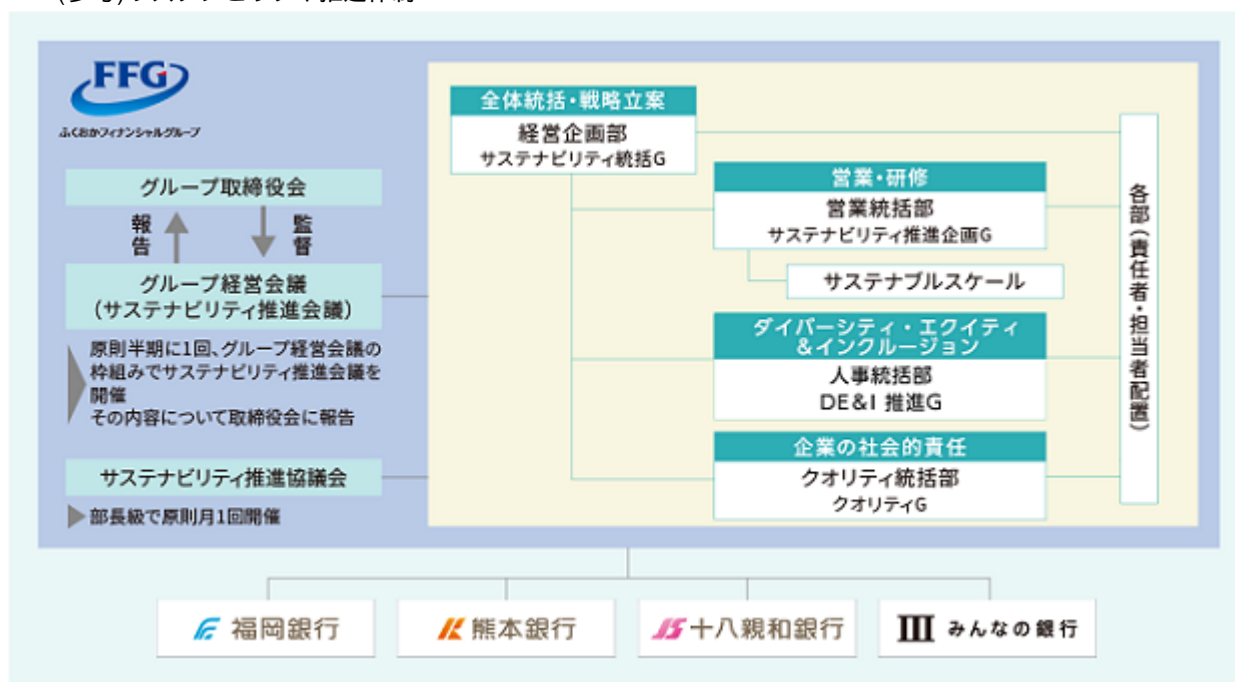 FFG
ふくおかフィナンシャルグループ
グループ取締役会
報告
監督
グループ経営会議
(サステナビリティ推進会議)
原則半期に1回、グループ経営会議の
枠組みでサステナビリティ推進会議を
開催
その内容について取締役会に報告
サステナビリティ推進協議会
部長級で原則月1回開催
全体統括・戦略立案
経営企画部
サステナビリティ統括G
営業・研修
営業統括部
サステナビリティ推進企画G
サステナブルスケール
ダイバーシティ・エクイティ
&インクルージョン
人事統括部
DE&I 推進G
企業の社会的責任
クオリティ統括部
クオリティG
各部(責任者・担当者配置)
福岡銀行
熊本銀行
十八親和銀行
みんなの銀行